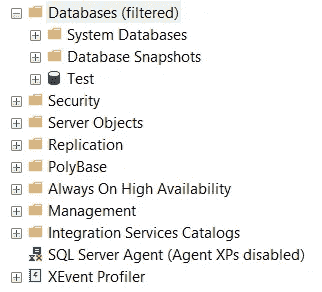 Databases (filtered)
System Databases
Database Snapshots
Test
Security
Server Objects
Replication
PolyBase
Always On High Availability
Management
Integration Services Catalogs
SQL Server Agent (Agent XPs disabled)
XEvent Profiler